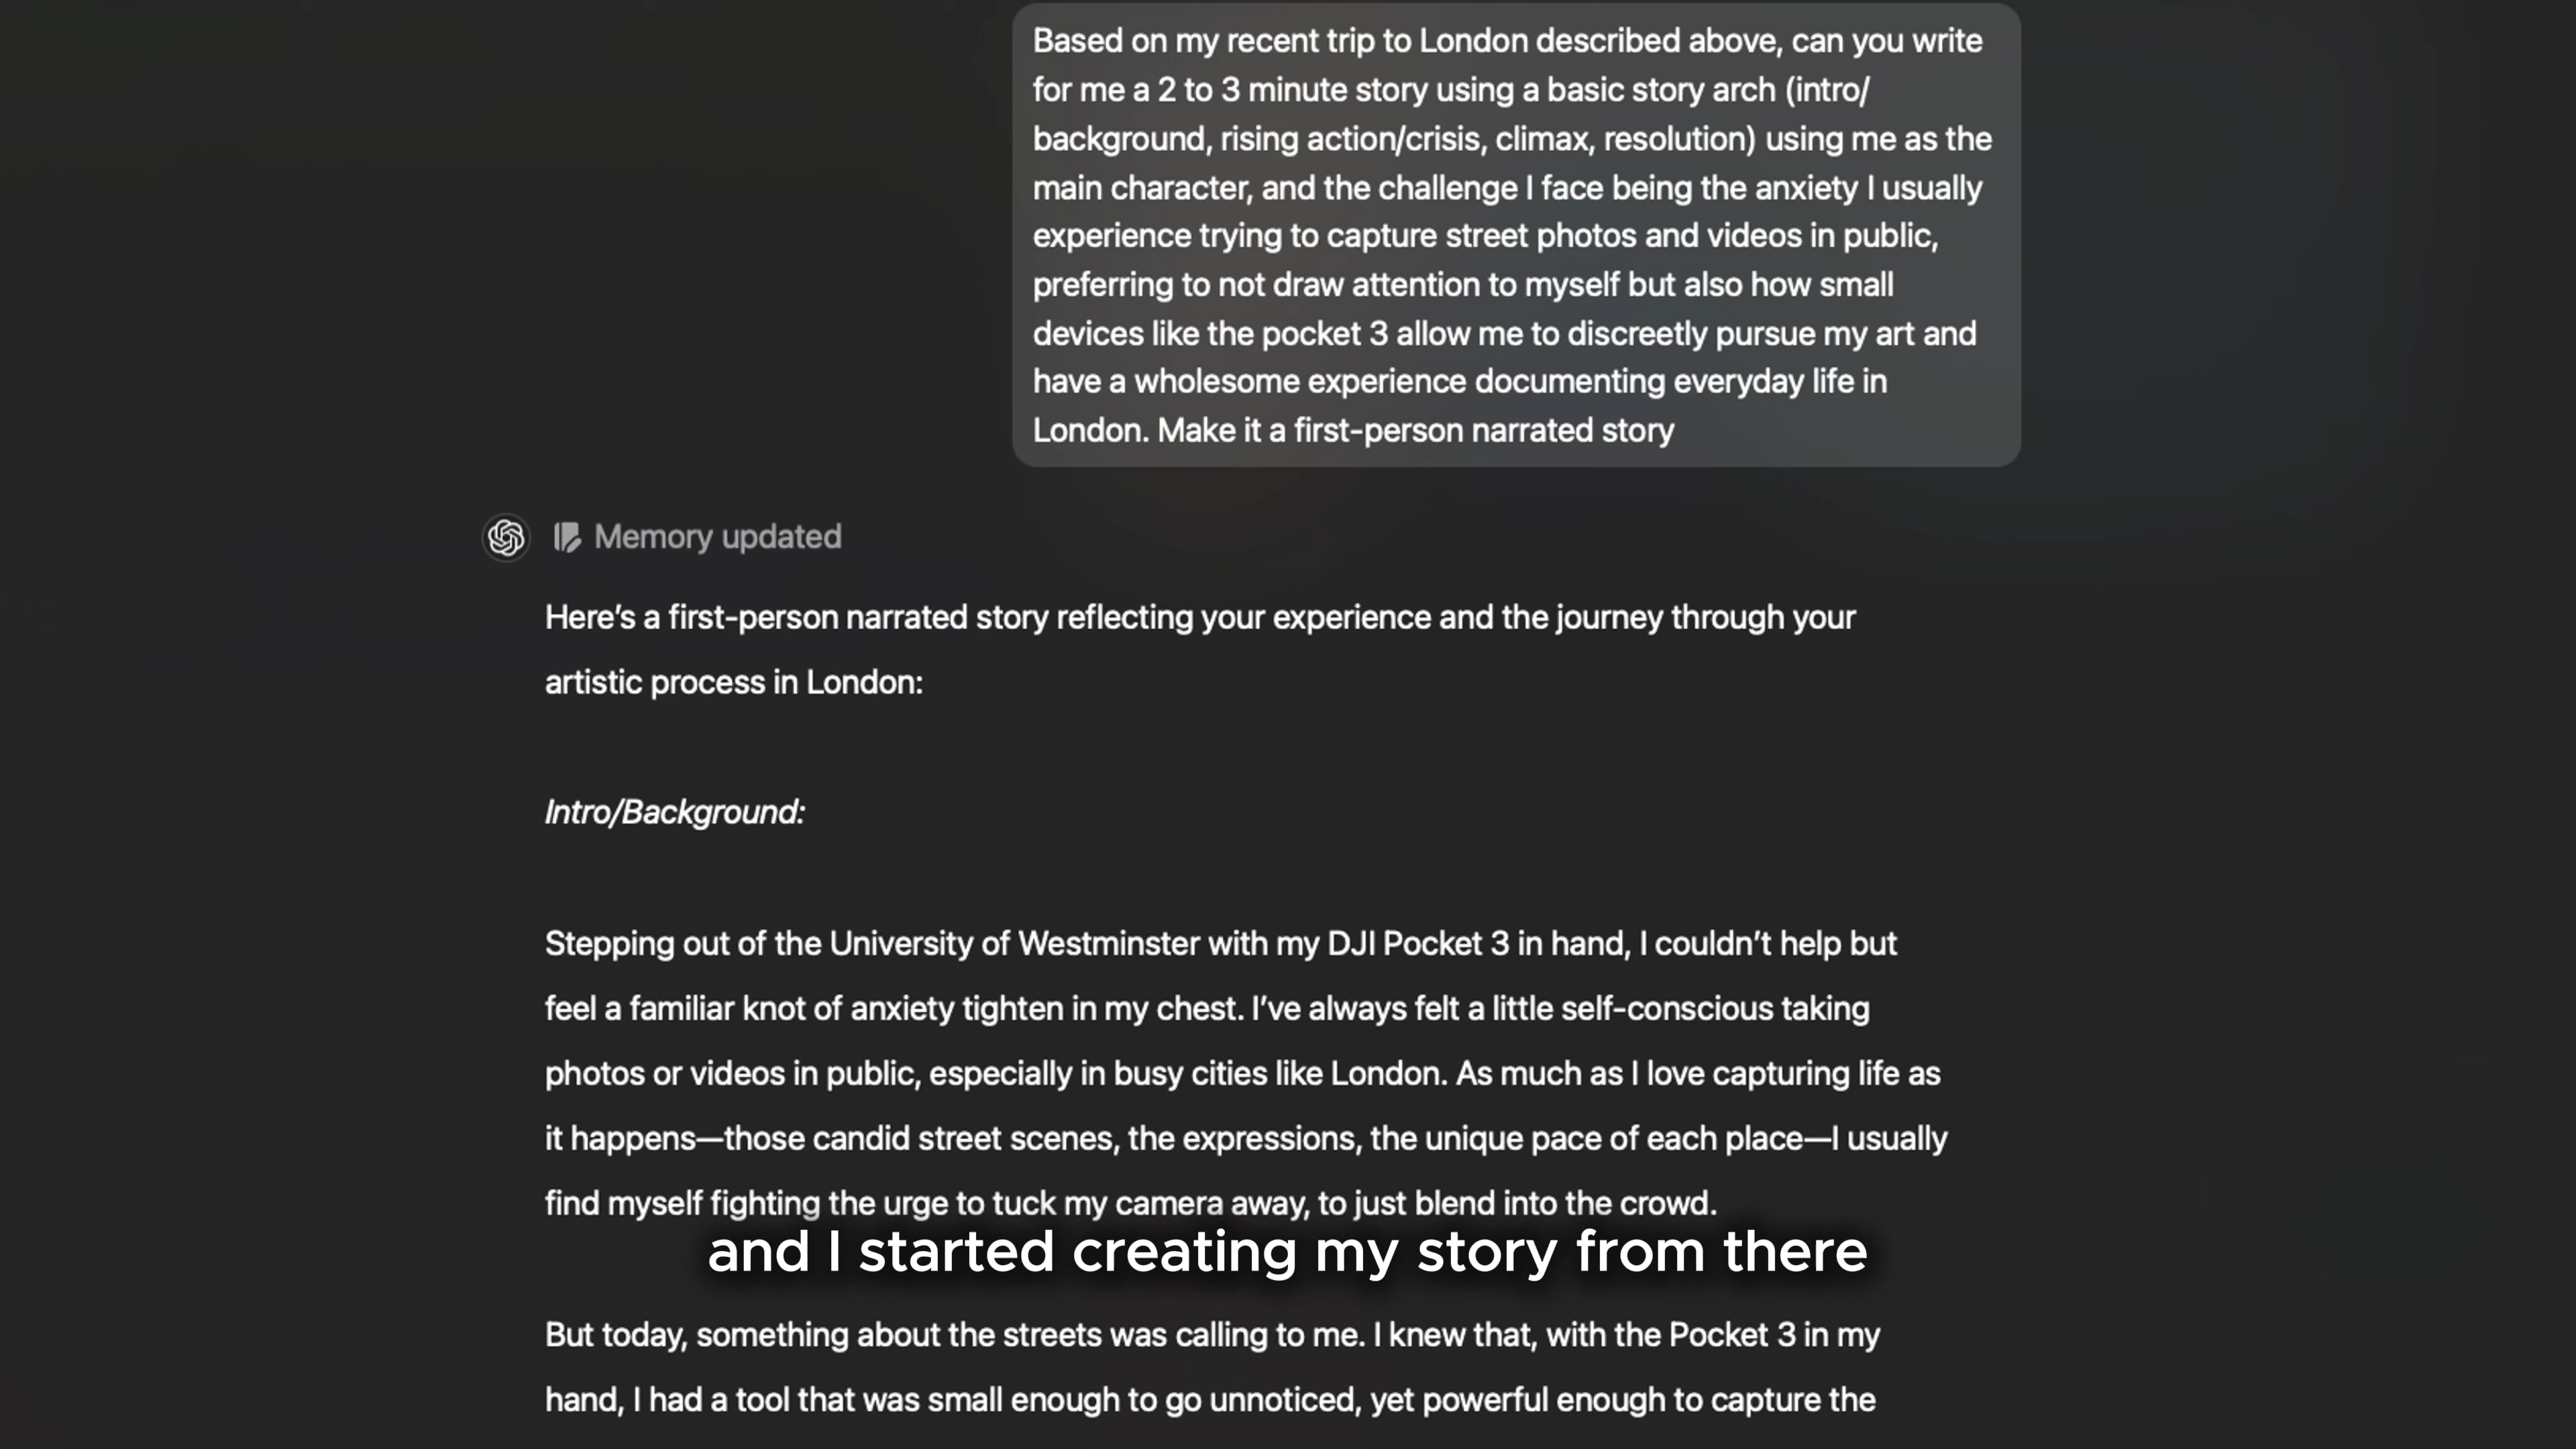 Based on my recent trip to London described above, can you write
for me a 2 to 3 minute story using a basic story arch (intro/
background, rising action/crisis, climax, resolution) using me as the
main character, and the challenge I face being the anxiety I usually
experience trying to capture street photos and videos in public,
preferring to not draw attention to myself but also how small
devices like the pocket 3 allow me to discreetly pursue my art and
have a wholesome experience documenting everyday life in
London. Make it a first-person narrated story
Memory updated
Here's a first-person narrated story reflecting your experience and the journey through your
artistic process in London:
Intro/Background:
Stepping out of the University of Westminster with my DJI Pocket 3 in hand, I couldn't help but
feel a familiar knot of anxiety tighten in my chest. I've always felt a little self-conscious taking
photos or videos in public, especially in busy cities like London. As much as I love capturing life as
it happens—those candid street scenes, the expressions, the unique pace of each place—I usually
find myself fighting the urge to tuck my camera away, to just blend into the crowd.
and I started creating my story from there
But today, something about the streets was calling to me. I knew that, with the Pocket 3 in my
hand, I had a tool that was small enough to go unnoticed, yet powerful enough to capture the